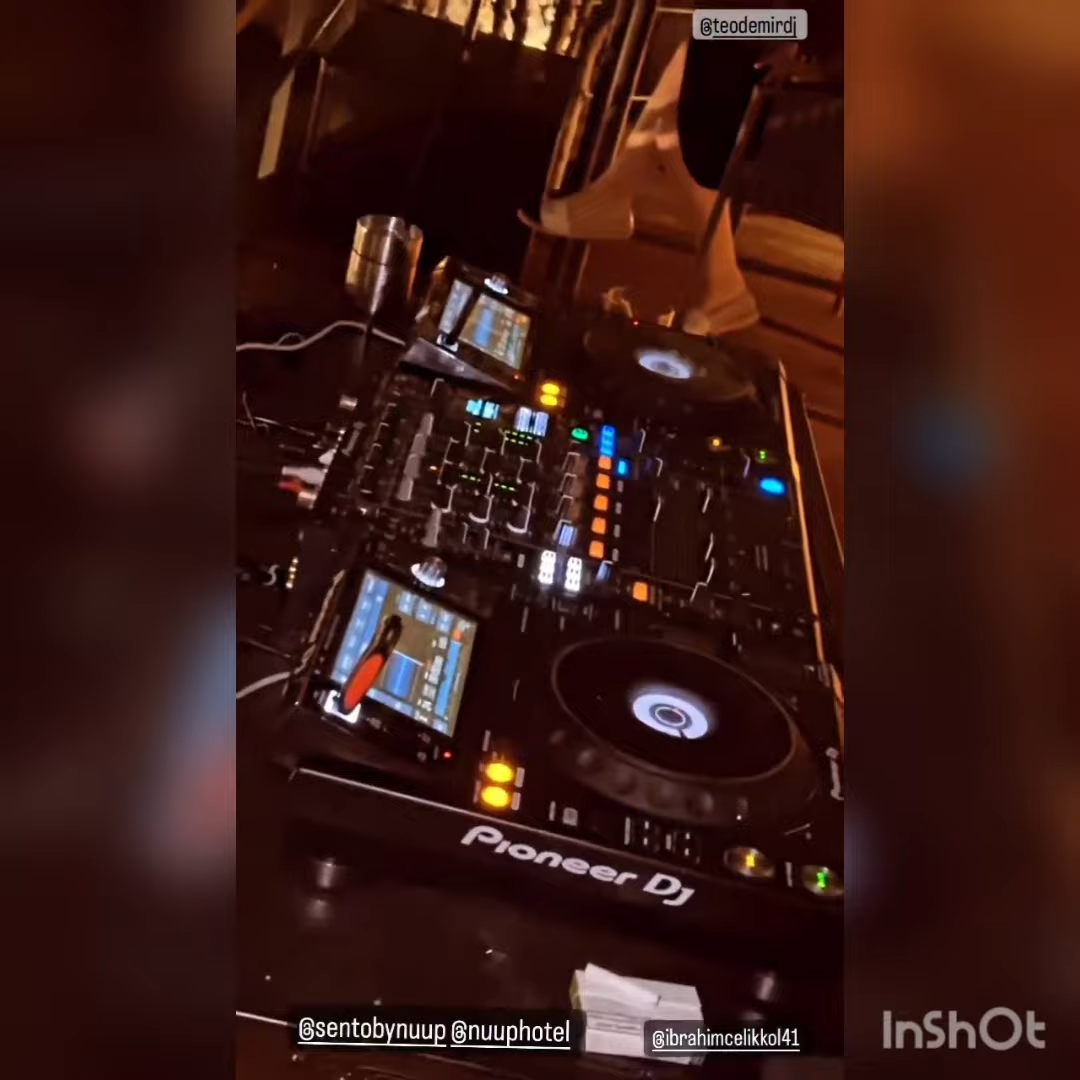 @teodemirdj
Pioneer Dj
@sentobynuup @nuuphotel
@ibrahimcelikkol41
InShOt